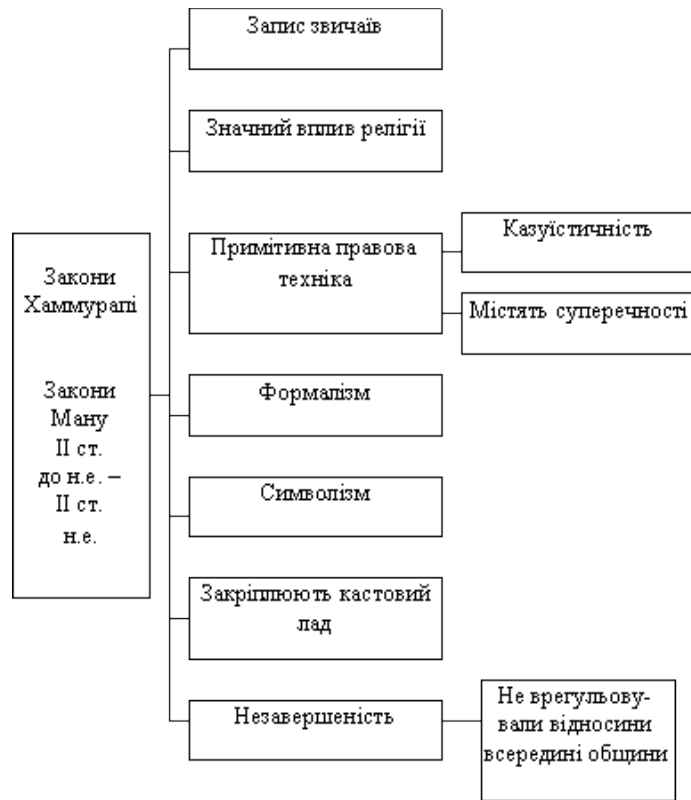 Запис звичаїв
Значний вплив релігії
Примітивна правова
техніка
Казуїстичність
Містять суперечності
Закони
Хаммурапі
Закони
Ману
II ст.
до н.е. –
II ст.
н.е.
Формалізм
Символізм
Закріплюють кастовий
лад
Незавершеність
Не врегульову-
вали відносини
всередині общини